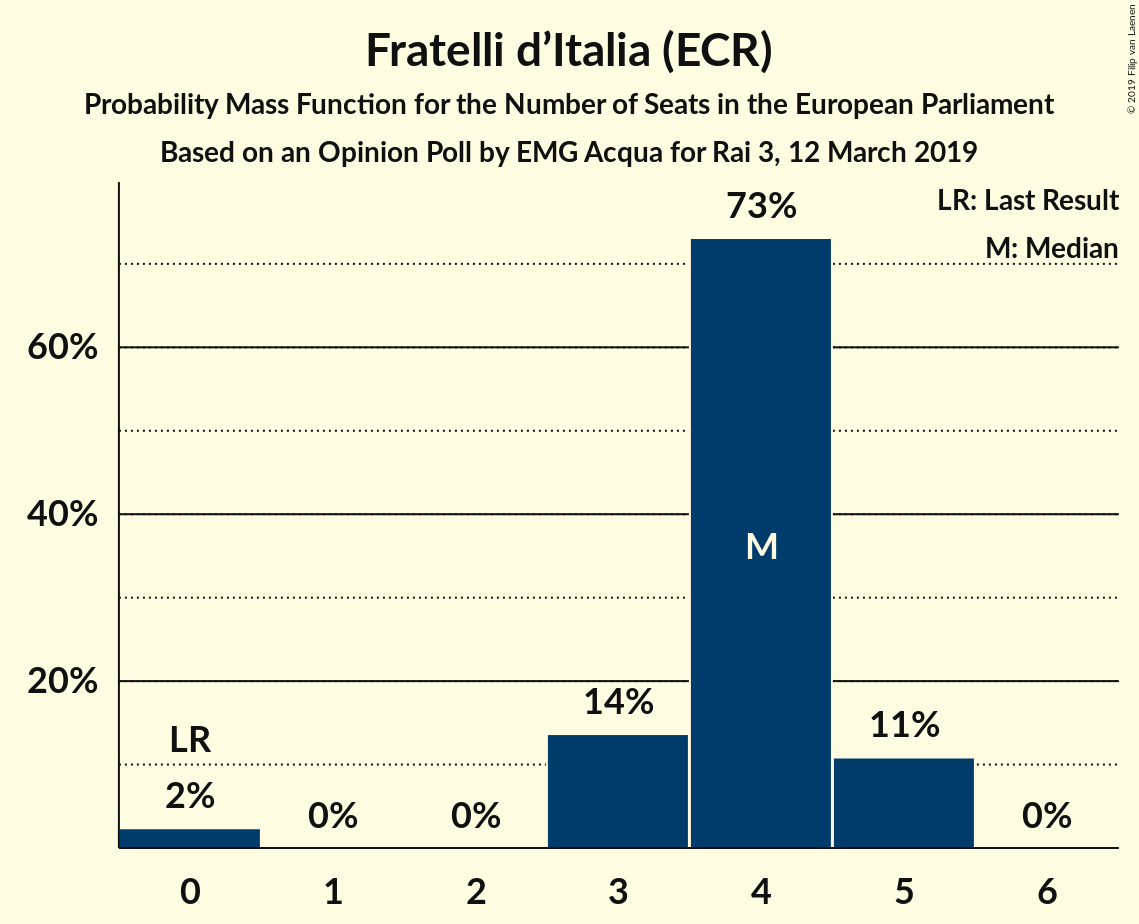 Fratelli d’Italia (ECR)
Probability Mass Function for the Number of Seats in the European Parliament
Based on an Opinion Poll by EMG Acqua for Rai 3, 12 March 2019
© 2019 Filip van Laenen
LR: Last Result
M: Median
73%
60%
40%
M
20%
14%
11%
LR
2%
0%
0%
0%
0 1 2 3 4 5 6